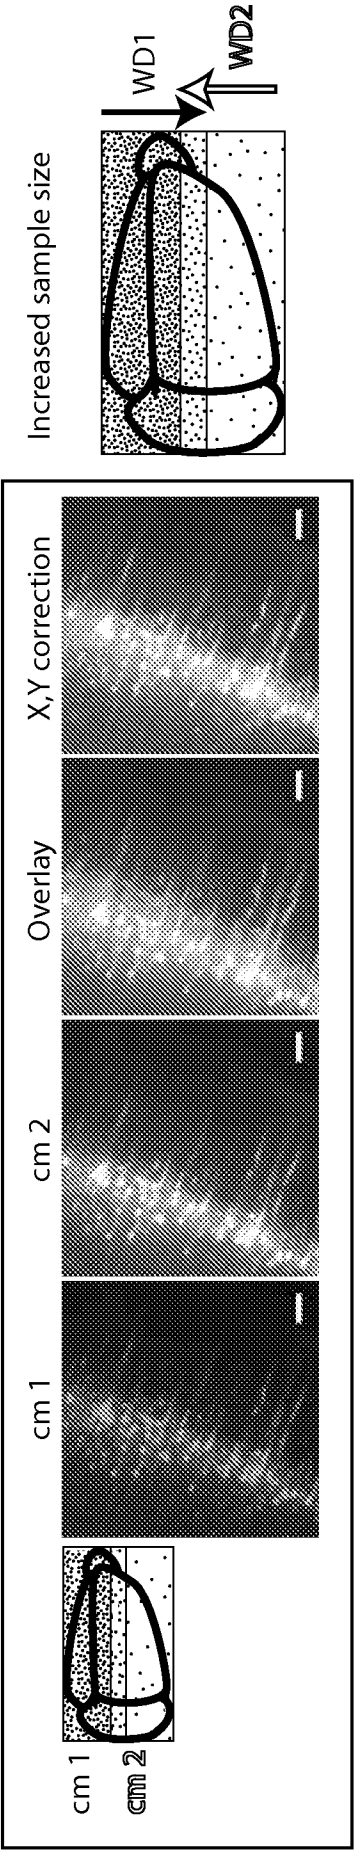 cm 1
cm 2
cm 1
cm 2
Overlay
X,Y correction
Increased sample size
WD1
WD2